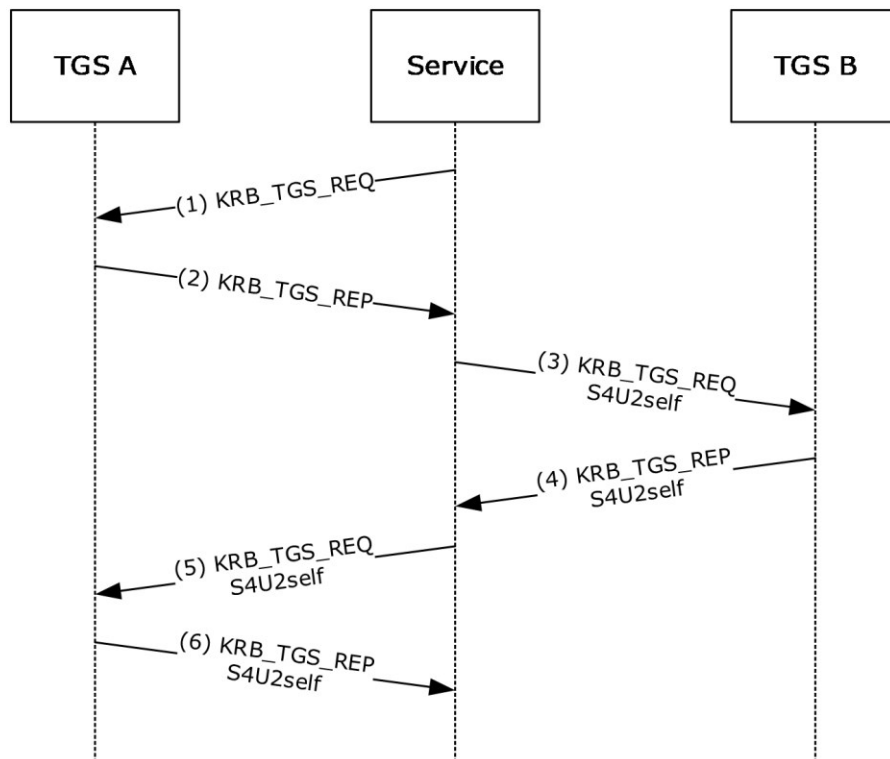 TGS A
Service
TGS B
(1) KRB_TGS_REQ
(2) KRB_TGS_REP
(3) KRB_TGS_REQ
S4U2self
(4) KRB_TGS_REP
S4U2self
(5) KRB_TGS_REQ
S4U2self
(6) KRB_TGS_REP
S4U2self